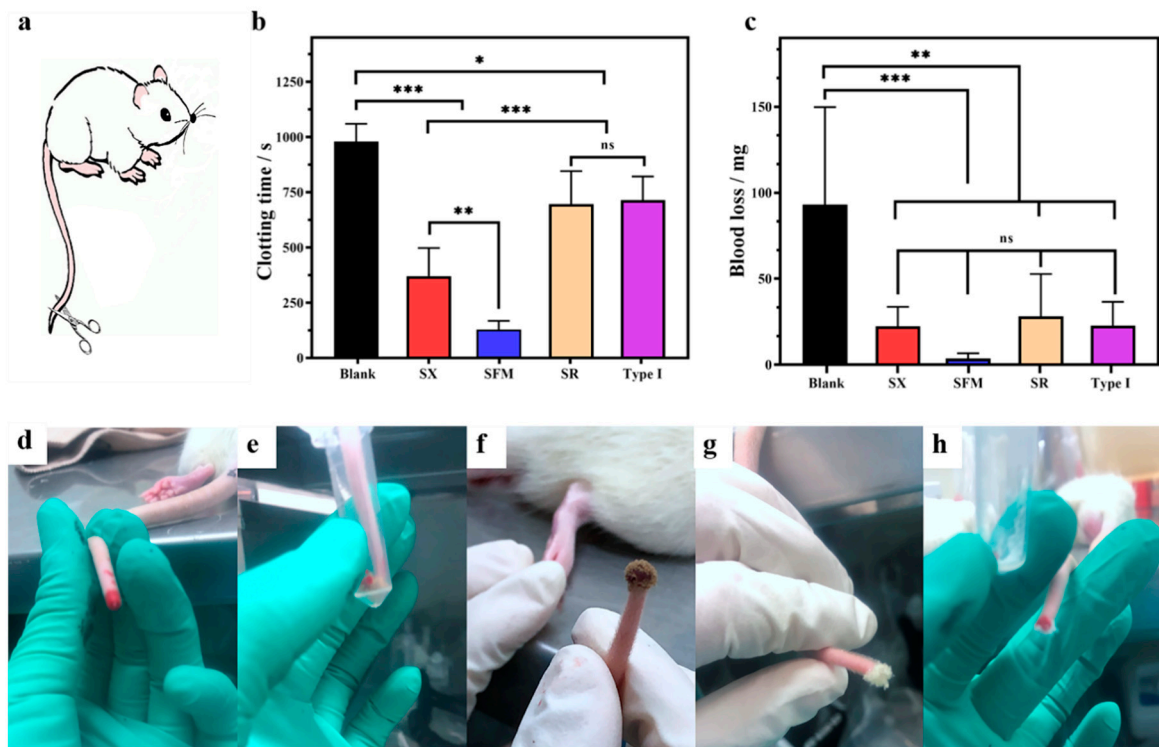 a
b
Clotting time / s
1250
1000
750
500
250
0
*
***
***
ns
**
Blank SX SFM SR Type I
c
Blood loss / mg
150
100
50
0
**
***
ns
Blank SX SFM SR Type I
d
e
f
g
h